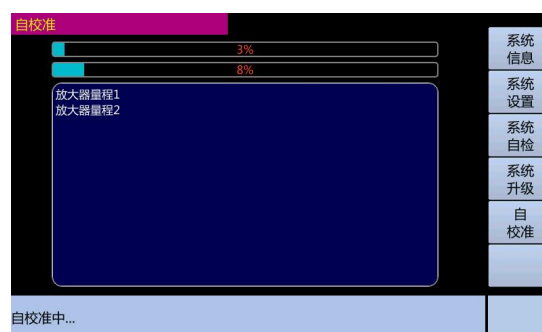 自校准
3%
8%
放大器量程1
放大器量程2
系统
信息
系统
设置
系统
自检
系统
升级
自
校准
自校准中...